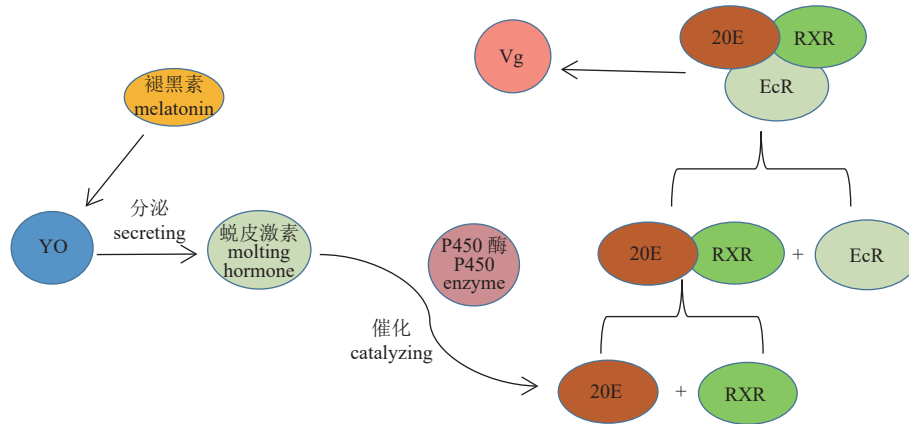 20E
RXR
EcR
Vg
褪黑素
melatonin
YO
分泌
secreting
蜕皮激素
molting
hormone
P450 酶
P450
enzyme
20E
RXR
+
EcR
催化
catalyzing
20E
+
RXR